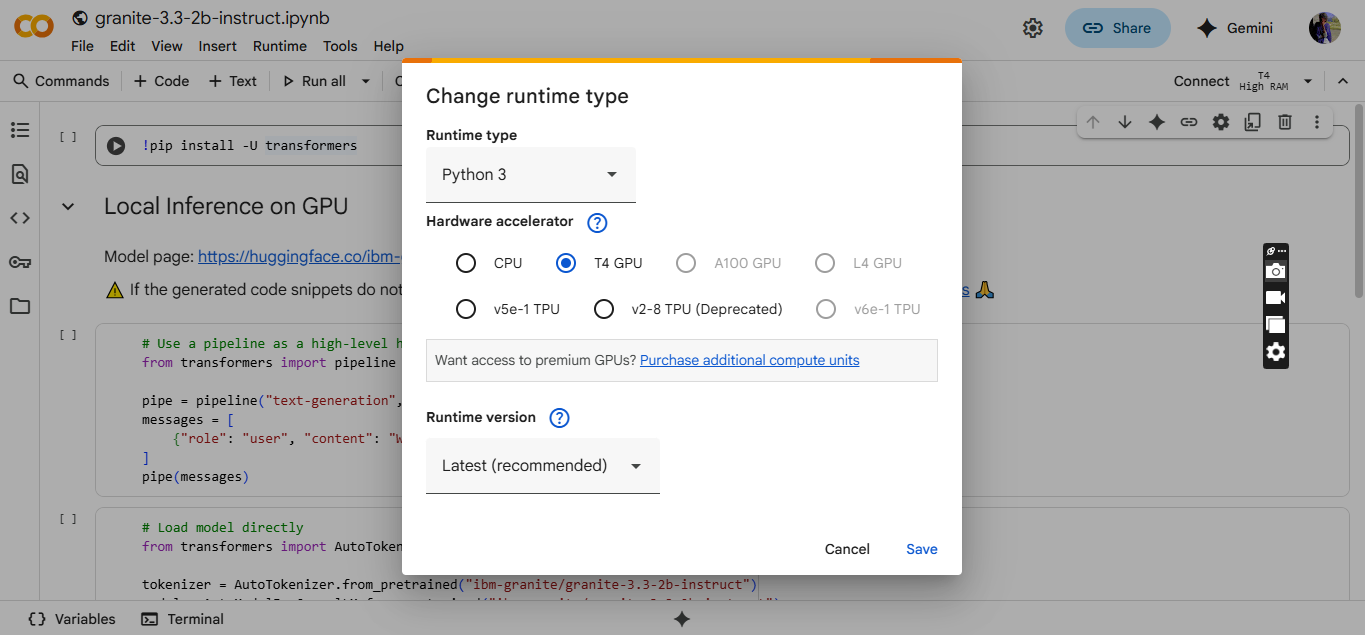 granite-3.3-2b-instruct.ipynb
File Edit View Insert Runtime Tools Help
Share
Gemini
Commands + Code + Text Run all
Connect T4 High RAM
[ ] !pip install -U transformers
Local Inference on GPU
Model page: https://huggingface.co/ibm-
⚠️ If the generated code snippets do not
s 🙏
[ ] # Use a pipeline as a high-level h
from transformers import pipeline
pipe = pipeline("text-generation",
messages = [
{"role": "user", "content": "W
]
pipe(messages)
[ ] # Load model directly
from transformers import AutoToken
tokenizer = AutoTokenizer.from_pretrained("ibm-granite/granite-3.3-2b-instruct")
Change runtime type
Runtime type
Python 3
Hardware accelerator ?
CPU T4 GPU A100 GPU L4 GPU
v5e-1 TPU v2-8 TPU (Deprecated) v6e-1 TPU
Want access to premium GPUs? Purchase additional compute units
Runtime version ?
Latest (recommended)
Cancel Save
Variables Terminal